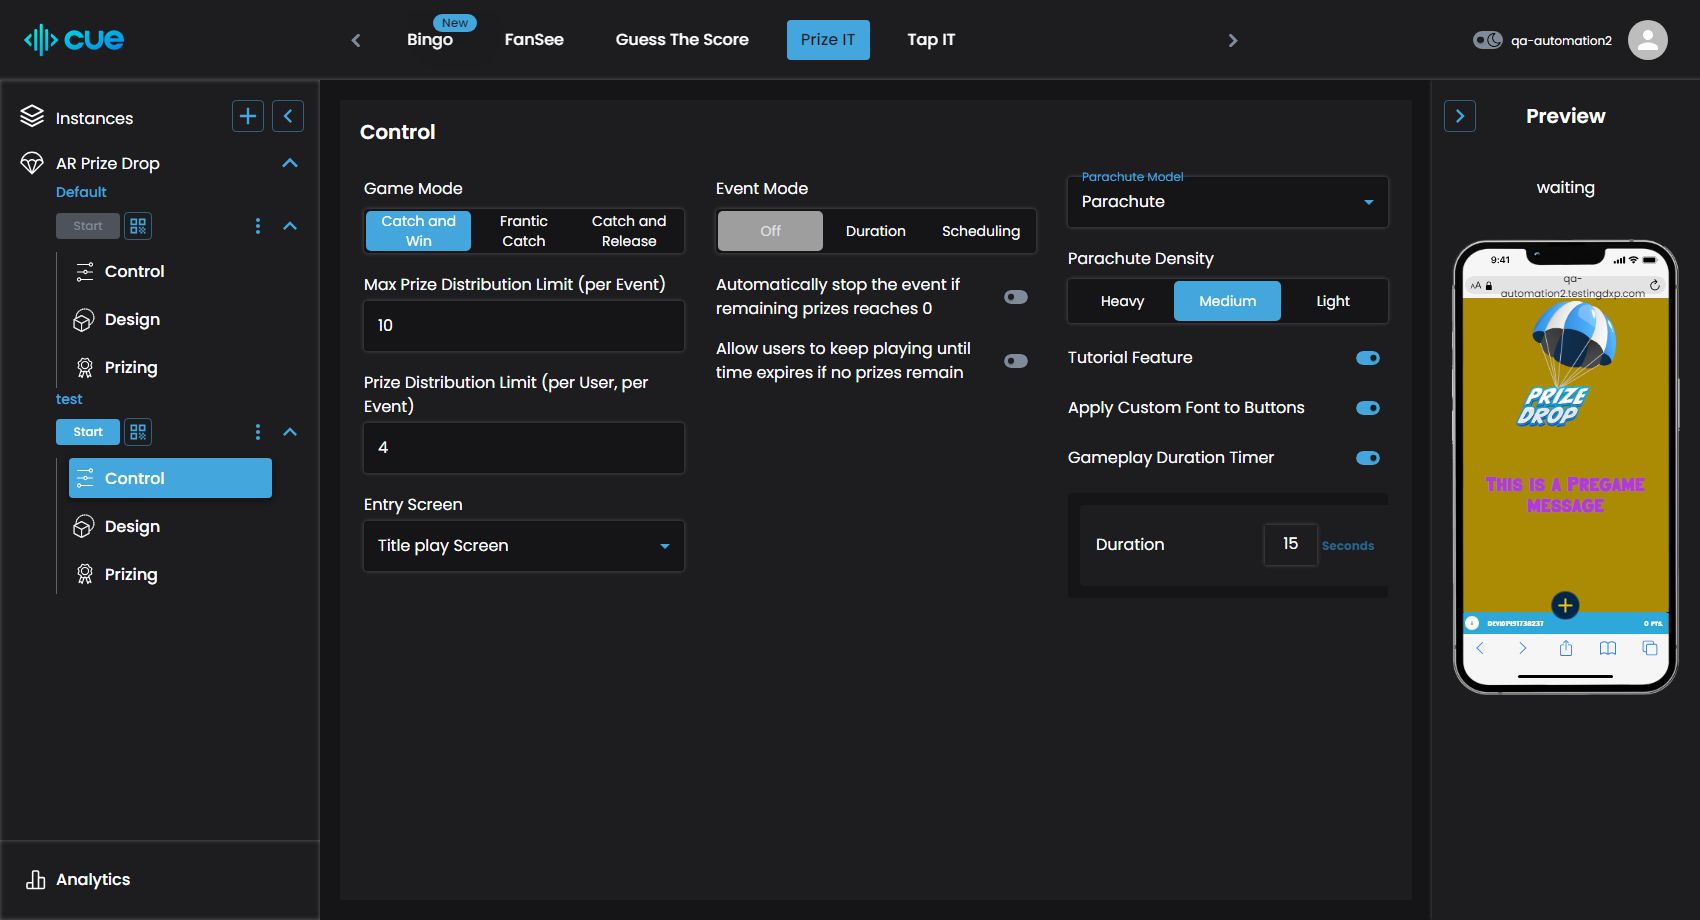 cue
New
Bingo
FanSee
Guess The Score
Prize IT
Tap IT
qa-automation2
Instances
AR Prize Drop
Default
Start
Control
Design
Prizing
test
Start
Control
Design
Prizing
Analytics
Control
Game Mode
Catch and
Win
Frantic
Catch
Catch and
Release
Max Prize Distribution Limit (per Event)
10
Prize Distribution Limit (per User, per
Event)
4
Entry Screen
Title play Screen
Event Mode
Off
Duration
Scheduling
Automatically stop the event if
remaining prizes reaches 0
Allow users to keep playing until
time expires if no prizes remain
Parachute Model
Parachute
Parachute Density
Heavy
Medium
Light
Tutorial Feature
Apply Custom Font to Buttons
Gameplay Duration Timer
Duration
15
Seconds
Preview
waiting
9:41
AA
qa-
automation2.testingdxp.com
PRIZE
DROP
This is a Pregame
message
0 PTS.